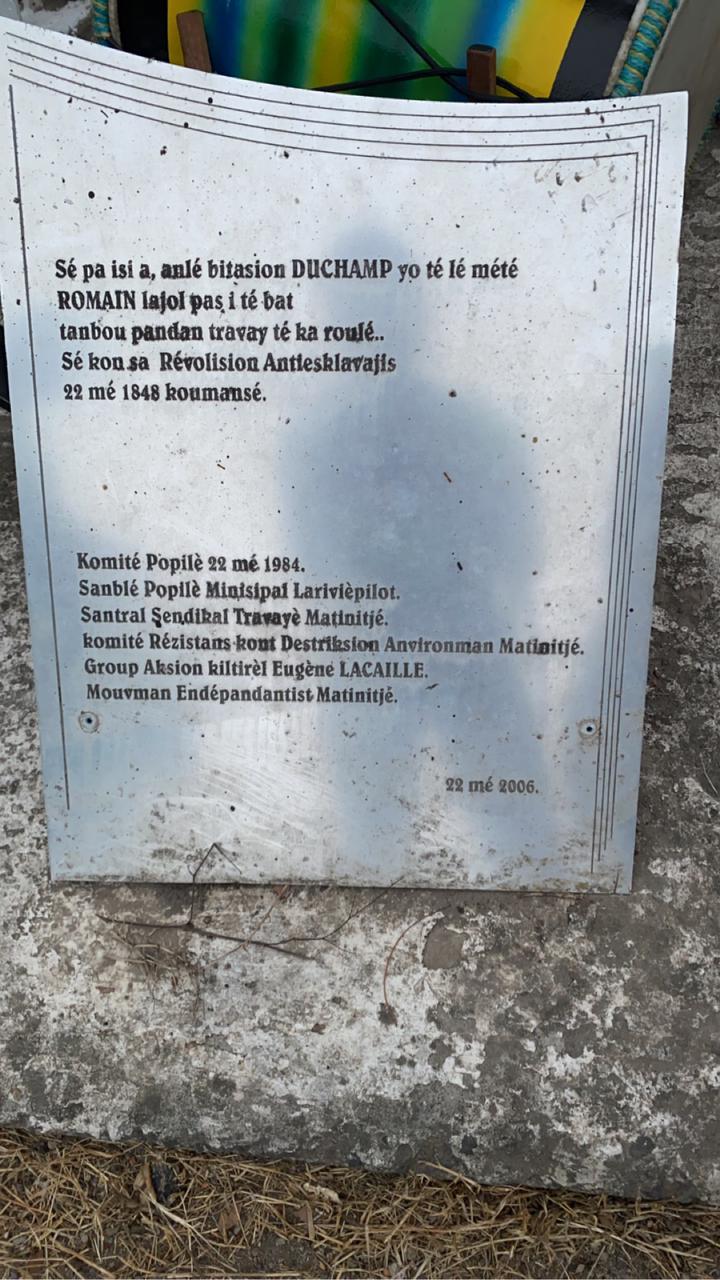 Sé pa isi a, anlé bitasion DUCHAMP yo té lé mété
ROMAIN lajol pas i té bat
tanbou pandan travay té ka roulé..
Sé kon sa Révolision Antiesklavajis
22 mé 1848 koumansé.
Komité Popilè 22 mé 1984.
Sanblé Popilè Minisipal Larivièpilot.
Santral Sendikal Travayè Matinitjé.
komité Rézistans kont Destriksion Anvironman Matinitjé.
Group Aksion kiltirèl Eugène LACAILLE.
Mouvman Endépandantist Matinitjé.
22 mé 2006.